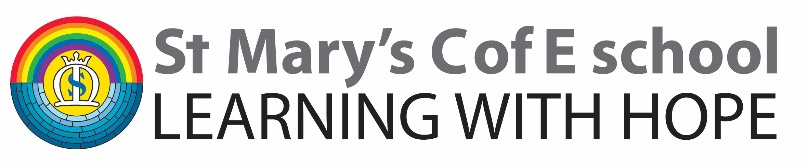 St Mary's C of E school
LEARNING WITH HOPE